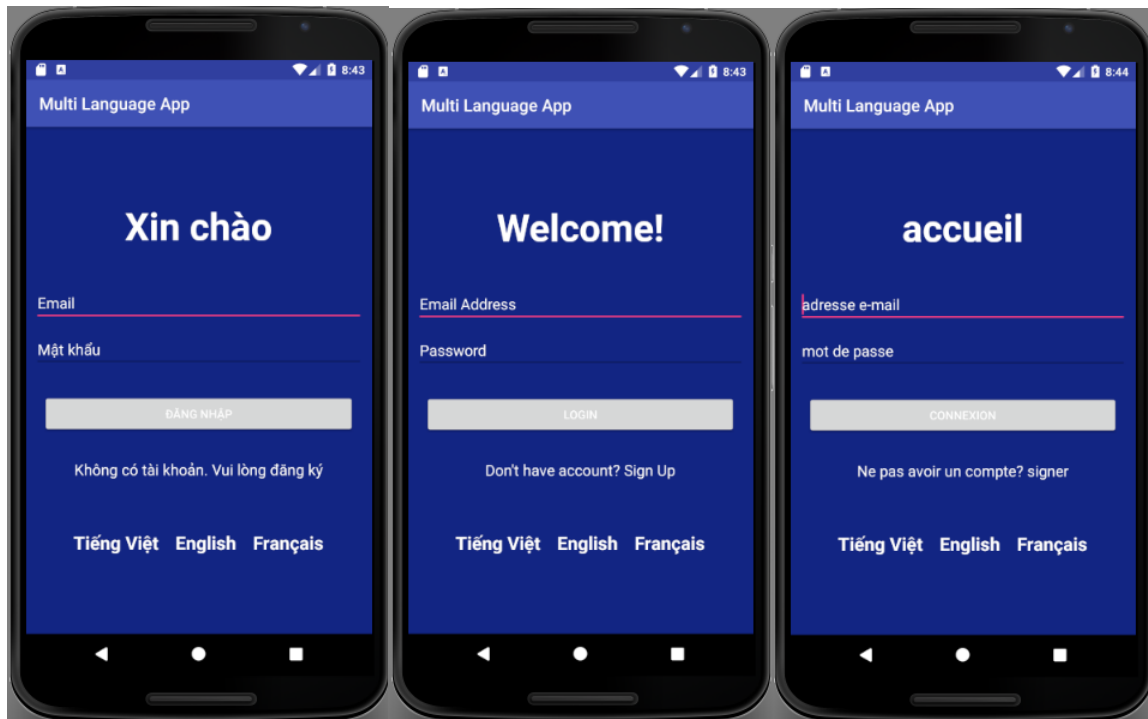 8:43
Multi Language App
Xin chào
Email
Mật khẩu
ĐĂNG NHẬP
Không có tài khoản. Vui lòng đăng ký
Tiếng Việt English Français
8:43
Multi Language App
Welcome!
Email Address
Password
LOGIN
Don't have account? Sign Up
Tiếng Việt English Français
8:44
Multi Language App
accueil
adresse e-mail
mot de passe
CONNEXION
Ne pas avoir un compte? signer
Tiếng Việt English Français